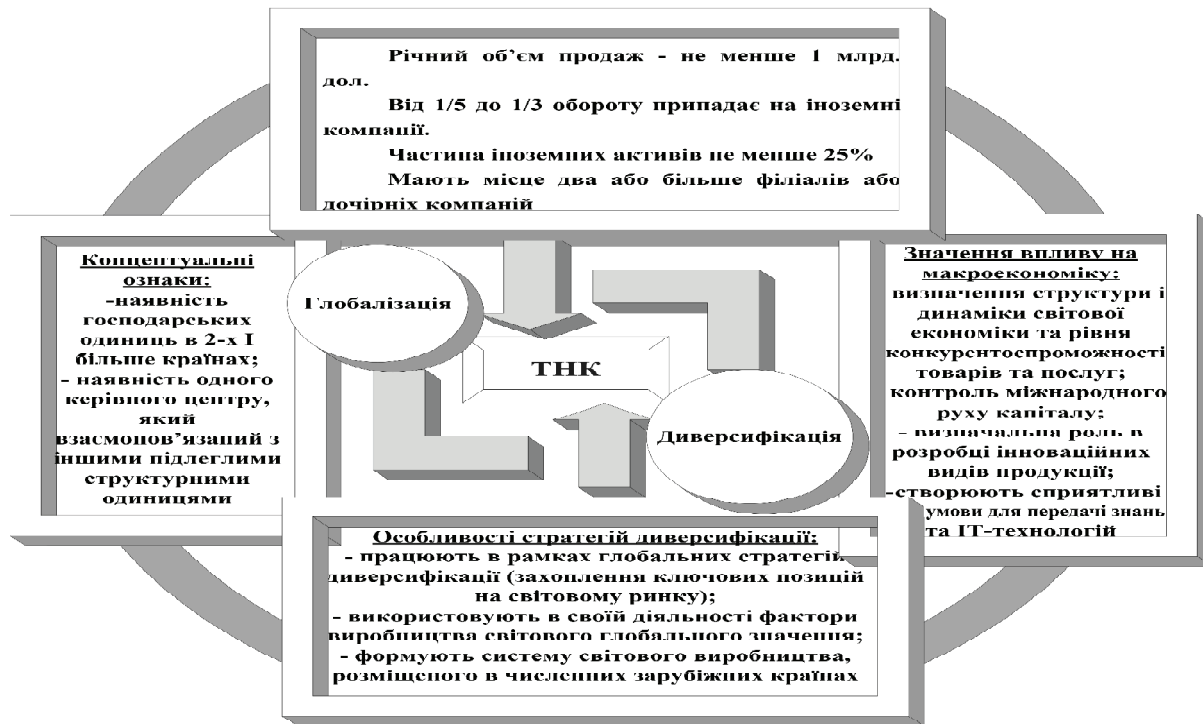 Річний об’єм продаж - не менше 1 млрд.
дол.
Від 1/5 до 1/3 обороту припадає на іноземні
компанії.
Частина іноземних активів не менше 25%
Мають місце два або більше філіалів або
дочірніх компаній
Концептуальні
ознаки:
-наявність
господарських
одиниць в 2-х І
більше країнах;
- наявність одного
керівного центру,
який
взаємопов’язаний з
іншими підлеглими
структурними
одиницями
Глобалізація
ТНК
Диверсифікація
Значення впливу на
макроекономіку:
визначення структури і
динаміки світової
економіки та рівня
конкурентоспроможності
товарів та послуг;
контроль міжнародного
руху капіталу;
- визначальна роль в
розробці інноваційних
видів продукції;
-створюють сприятливі
умови для передачі знань
та ІТ-технологій
Особливості стратегій диверсифікації:
- працюють в рамках глобальних стратегій
диверсифікації (захоплення ключових позицій
на світовому ринку);
- використовують в своїй діяльності фактори
виробництва світового глобального значення;
- формують систему світового виробництва,
розміщеного в численних зарубіжних країнах